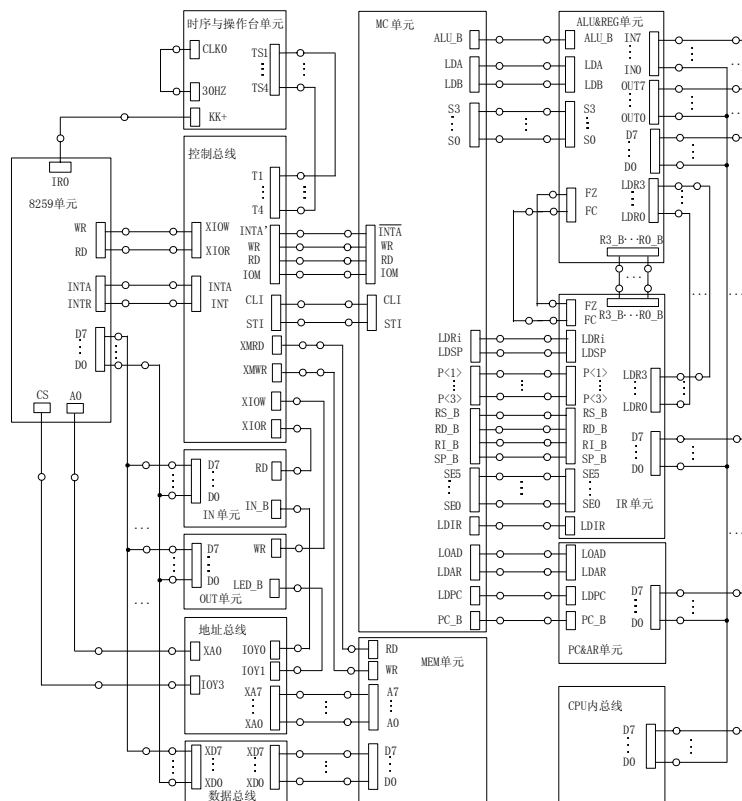 时序与操作台单元
CLK0
30HZ
KK+
TS1
TS4
IR0
8259单元
WR
RD
INTA
INTR
D7
D0
CS
A0
控制总线
T1
T4
XIOW
XIOR
INTA'
WR
RD
IOM
INTA
INT
CLI
STI
XMRD
XMWR
XIOW
XIOR
D7
D0
RD
IN_B
IN单元
D7
D0
WR
LED_B
OUT单元
地址总线
XA0
IOY3
IOY0
IOY1
XA7
XA0
XD7
XD0
XD7
XD0
数据总线
MC单元
ALU_B
LDA
LDB
S3
S0
INTA
WR
RD
IOM
CLI
STI
LDRi
LDSP
P<1>
P<3>
RS_B
RD_B
RI_B
SP_B
SE5
SE0
LDIR
LOAD
LDAR
LDPC
PC_B
RD
WR
MEM单元
A7
A0
D7
D0
ALU&REG单元
ALU_B
LDA
LDB
S3
S0
IN7
IN0
OUT7
OUT0
D7
D0
LDR3
LDR0
FZ
FC
R3_B···R0_B
FZ
FC
R3_B···R0_B
LDRi
LDSP
P<1>
P<3>
RS_B
RD_B
RI_B
SP_B
SE5
SE0
LDIR
LDR3
LDR0
D7
D0
IR单元
LOAD
LDAR
LDPC
PC_B
D7
D0
PC&AR单元
CPU内总线
D7
D0